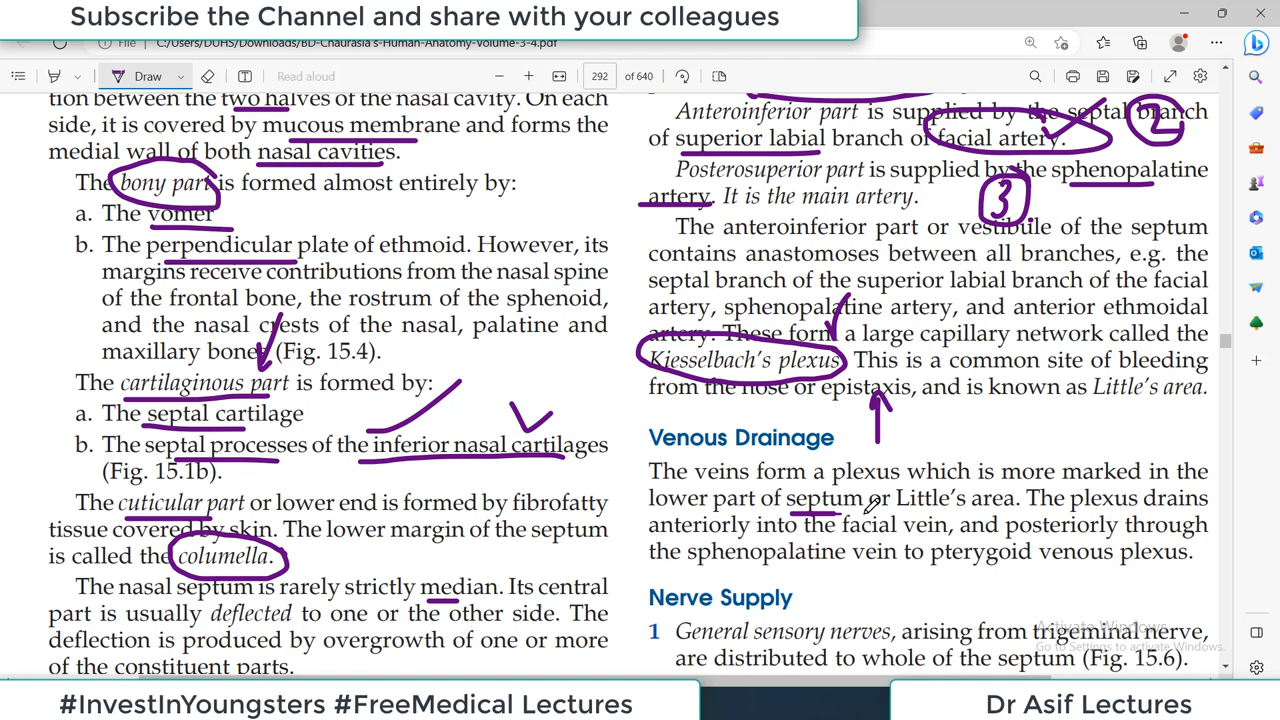 Subscribe the Channel and share with your colleagues
File C:/Users/DUHS/Downloads/BD-Chaurasia's-Human-Anatomy-Volume-3-4.pdf
Draw
Read aloud
292 of 640
tion between the two halves of the nasal cavity. On each
side, it is covered by mucous membrane and forms the
medial wall of both nasal cavities.
The bony part is formed almost entirely by:
a. The vomer
b. The perpendicular plate of ethmoid. However, its
margins receive contributions from the nasal spine
of the frontal bone, the rostrum of the sphenoid,
and the nasal crests of the nasal, palatine and
maxillary bones (Fig. 15.4).
The cartilaginous part is formed by:
a. The septal cartilage
b. The septal processes of the inferior nasal cartilages
(Fig. 15.1b).
The cuticular part or lower end is formed by fibrofatty
tissue covered by skin. The lower margin of the septum
is called the columella.
The nasal septum is rarely strictly median. Its central
part is usually deflected to one or the other side. The
deflection is produced by overgrowth of one or more
of the constituent parts.
Anteroinferior part is supplied by the septal branch
of superior labial branch of facial artery.
2
Posterosuperior part is supplied by the sphenopalatine
artery. It is the main artery.
3
The anteroinferior part or vestibule of the septum
contains anastomoses between all branches, e.g. the
septal branch of the superior labial branch of the facial
artery, sphenopalatine artery, and anterior ethmoidal
artery. These form a large capillary network called the
Kiesselbach's plexus. This is a common site of bleeding
from the nose or epistaxis, and is known as Little's area.
Venous Drainage
The veins form a plexus which is more marked in the
lower part of septum or Little's area. The plexus drains
anteriorly into the facial vein, and posteriorly through
the sphenopalatine vein to pterygoid venous plexus.
Nerve Supply
1 General sensory nerves, arising from trigeminal nerve,
are distributed to whole of the septum (Fig. 15.6).
Activate Windows
Go to Settings to activate Windows.
#InvestInYoungsters #FreeMedical Lectures
Dr Asif Lectures